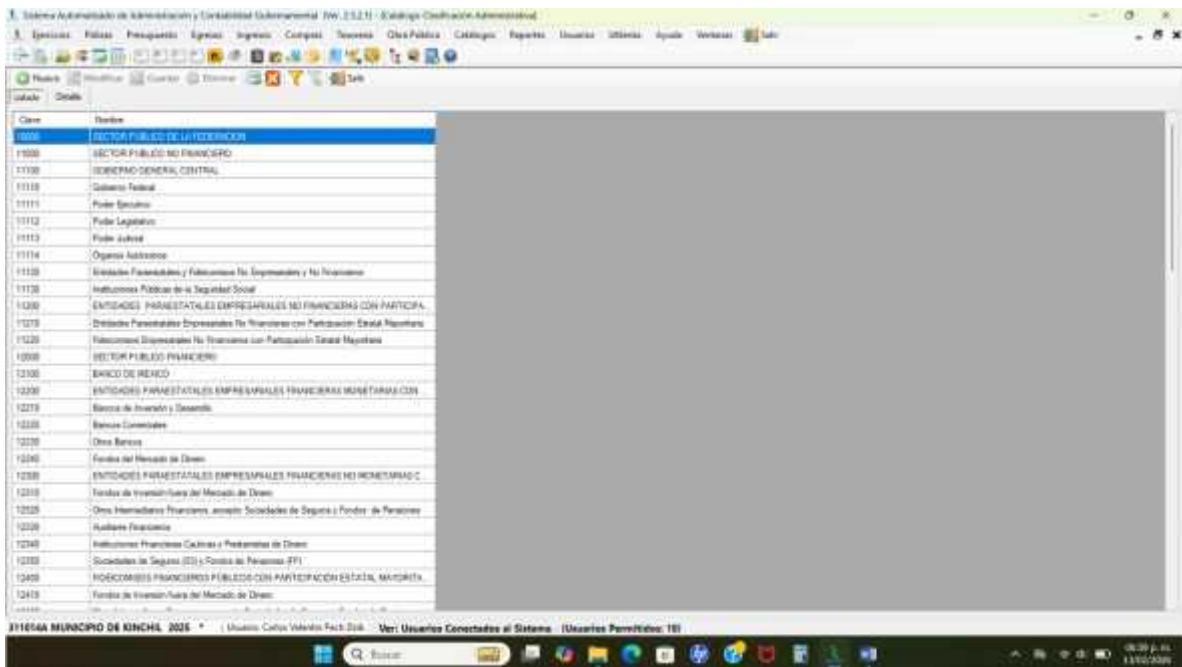 Sistema Automatizado de Administración y Contabilidad Gubernamental (Ver. 2.5.2.1) - [Catálogo Clasificación Administrativa]
Ejercicios Pólizas Presupuesto Egresos Ingresos Compras Tesorería Obra Pública Catálogos Reportes Usuarios Utilerías Ayuda Ventanas Salir
Nuevo Modificar Guardar Eliminar Salir
Listado Detalle
Clave Nombre
10000 SECTOR PUBLICO DE LA FEDERACION
11000 SECTOR PUBLICO NO FINANCIERO
11100 GOBIERNO GENERAL CENTRAL
11110 Gobierno Federal
11111 Poder Ejecutivo
11112 Poder Legislativo
11113 Poder Judicial
11114 Órganos Autónomos
11120 Entidades Paraestatales y Fideicomisos No Empresariales y No Financieros
11130 Instituciones Públicas de la Seguridad Social
11200 ENTIDADES PARAESTATALES EMPRESARIALES NO FINANCIERAS CON PARTICIPA..
11210 Entidades Paraestatales Empresariales No Financieras con Participación Estatal Mayoritaria
11220 Fideicomisos Empresariales No Financieros con Participación Estatal Mayoritaria
12000 SECTOR PUBLICO FINANCIERO
12100 BANCO DE MEXICO
12200 ENTIDADES PARAESTATALES EMPRESARIALES FINANCIERAS MONETARIAS CON
12210 Bancos de Inversión y Desarrollo
12220 Bancos Comerciales
12230 Otros Bancos
12240 Fondos del Mercado de Dinero
12300 ENTIDADES PARAESTATALES EMPRESARIALES FINANCIERAS NO MONETARIAS C
12310 Fondos de Inversión fuera del Mercado de Dinero
12320 Otros Intermediarios Financieros, excepto Sociedades de Seguros y Fondos de Pensiones
12330 Auxiliares Financieros
12340 Instituciones Financieras Cautivas y Prestamistas de Dinero
12350 Sociedades de Seguros (SS) y Fondos de Pensiones (FP)
12400 FIDEICOMISOS FINANCIEROS PÚBLICOS CON PARTICIPACIÓN ESTATAL MAYORITA..
12410 Fondos de Inversión fuera del Mercado de Dinero
311014A MUNICIPIO DE KINCHIL 2025 * Usuario: Carlos Valentin Pech Dzib Ver: Usuarios Conectados al Sistema (Usuarios Permitidos: 10)
Buscar